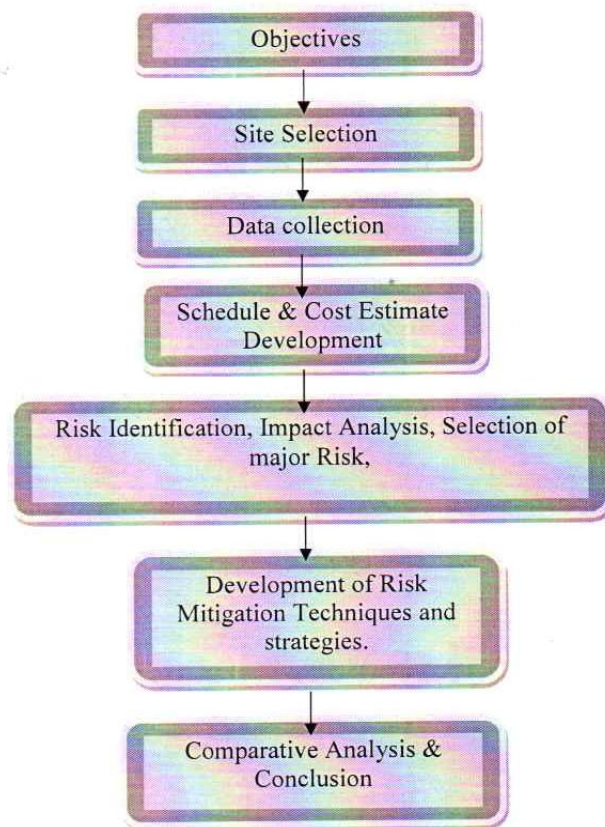 Objectives
Site Selection
Data collection
Schedule & Cost Estimate
Development
Risk Identification, Impact Analysis, Selection of
major Risk,
Development of Risk
Mitigation Techniques and
strategies.
Comparative Analysis &
Conclusion